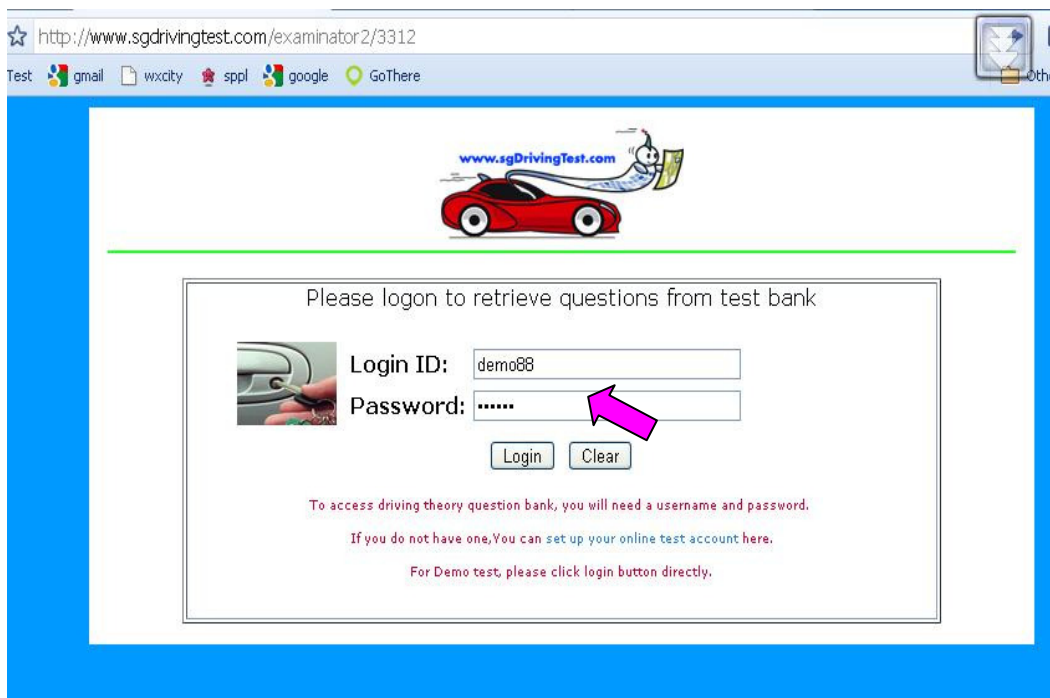 http://www.sgdrivingtest.com/examinator2/3312
Test gmail wxcity sppl google GoThere
www.sgDrivingTest.com
Please logon to retrieve questions from test bank
Login ID: demo88
Password: ••••••
Login Clear
To access driving theory question bank, you will need a username and password.
If you do not have one,You can set up your online test account here.
For Demo test, please click login button directly.